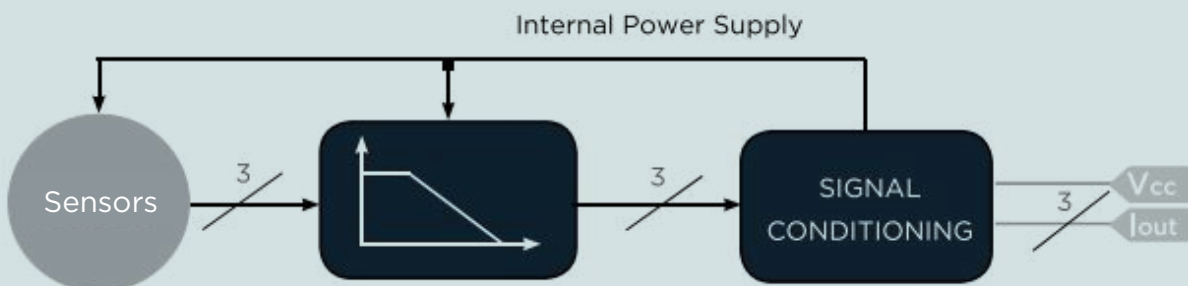 Internal Power Supply
3
3
Sensors
SIGNAL
CONDITIONING
3
Vcc
Iout